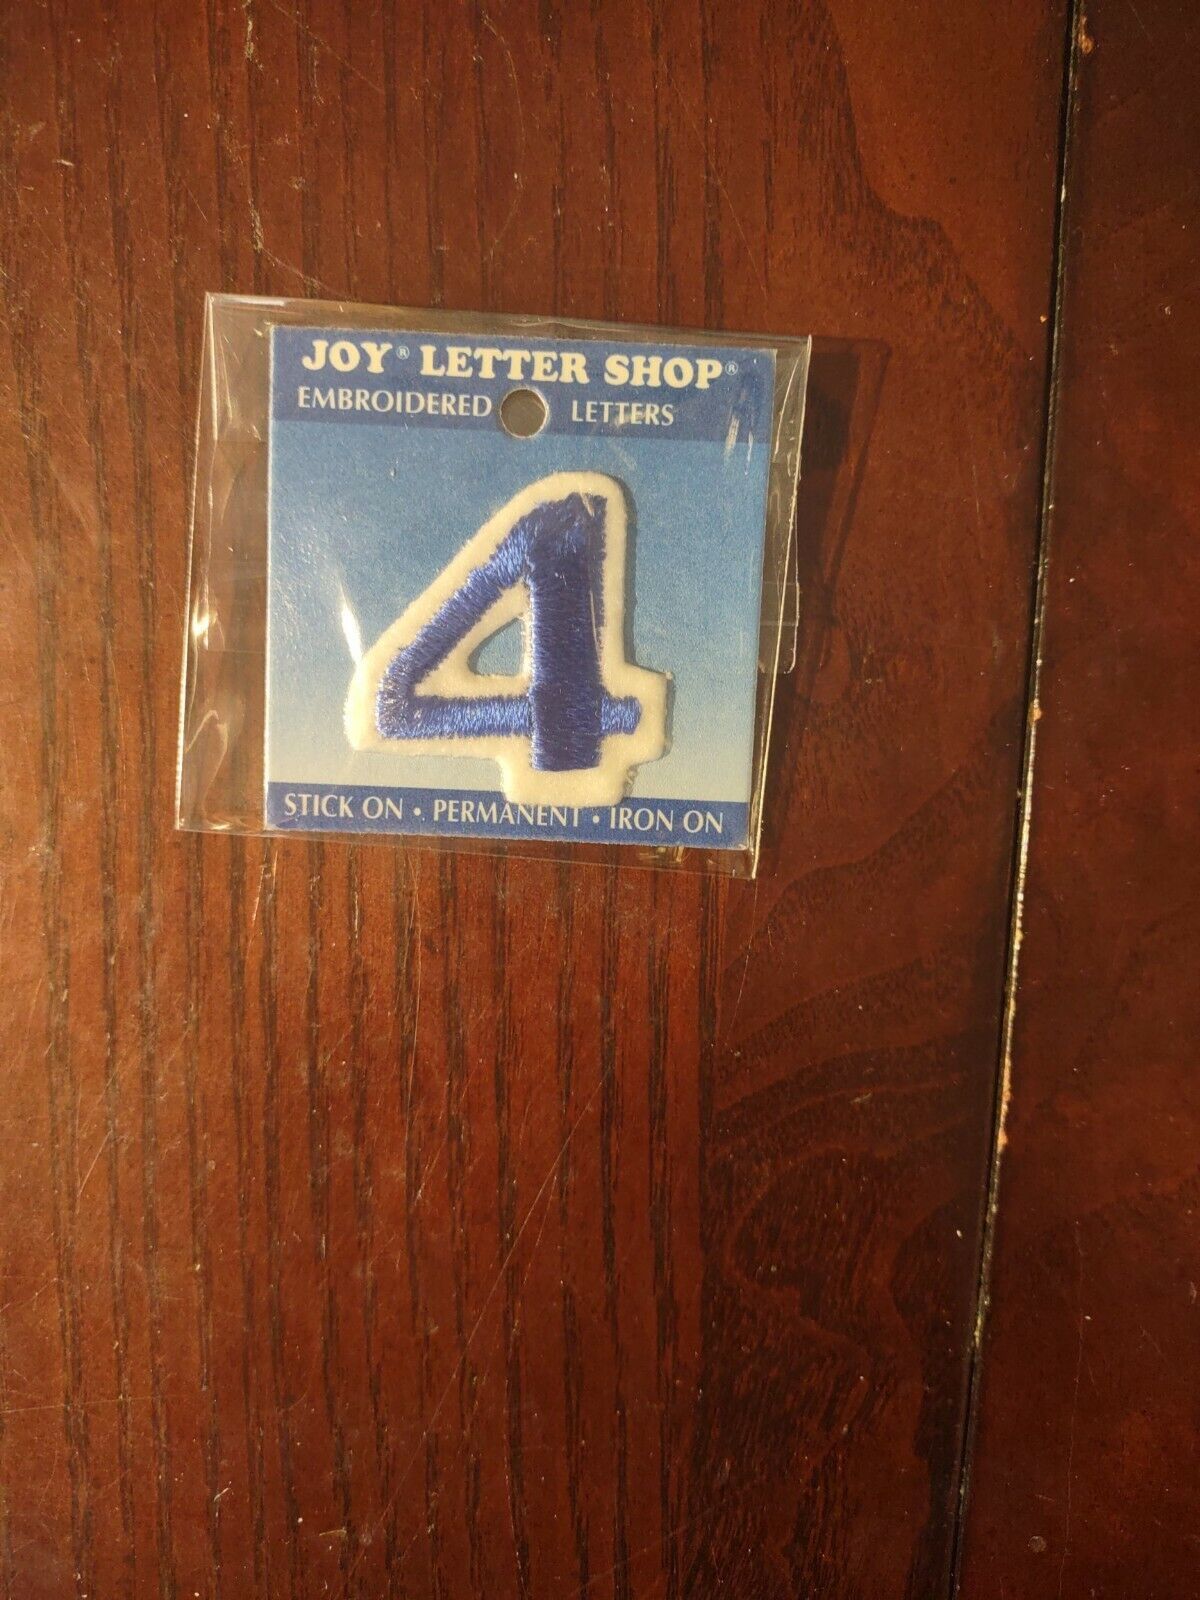 JOY® LETTER SHOP®
EMBROIDERED LETTERS
4
STICK ON • PERMANENT • IRON ON